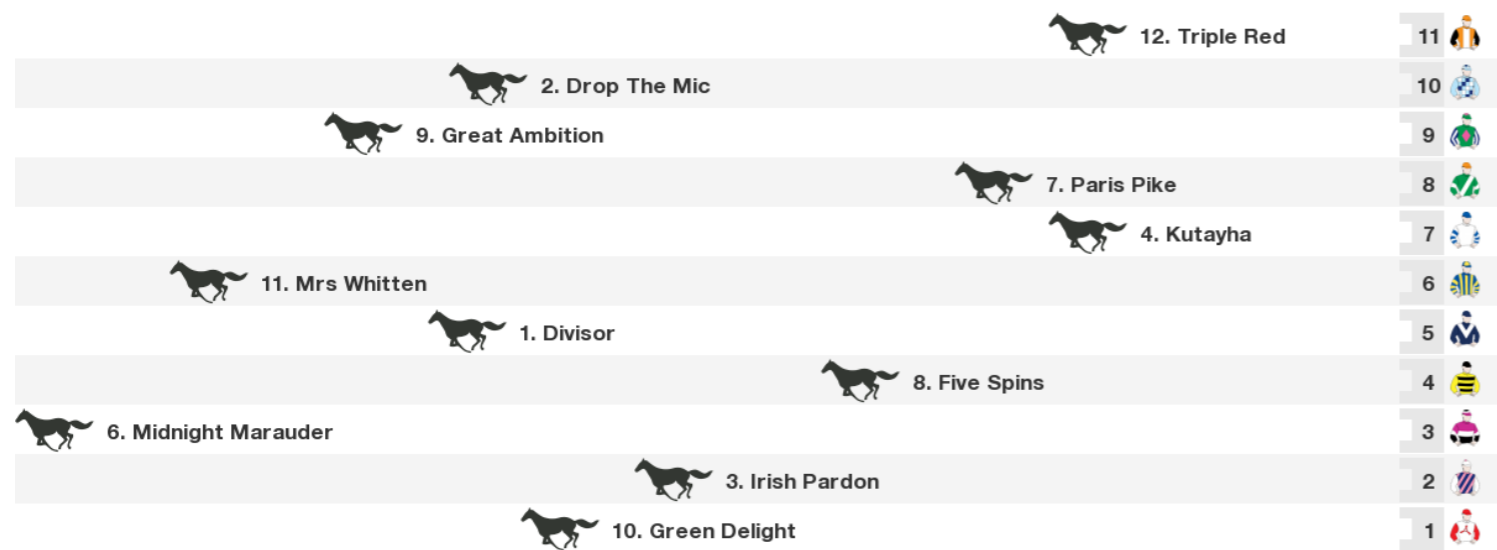 12. Triple Red 11
2. Drop The Mic 10
9. Great Ambition 9
7. Paris Pike 8
4. Kutayha 7
11. Mrs Whitten 6
1. Divisor 5
8. Five Spins 4
6. Midnight Marauder 3
3. Irish Pardon 2
10. Green Delight 1